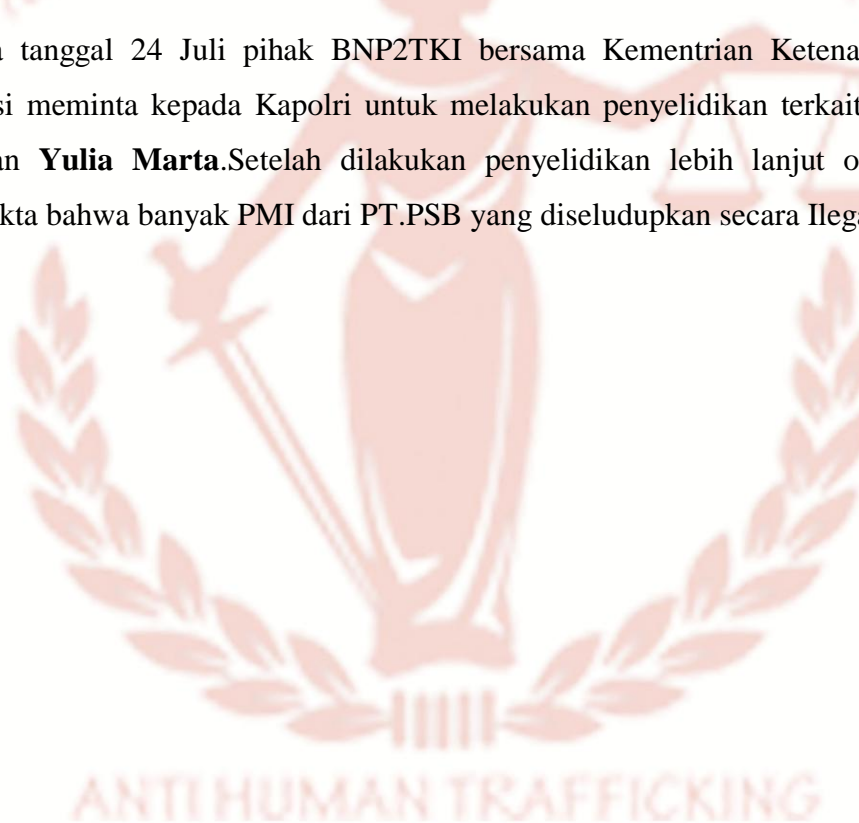 tanggal 24 Juli pihak BNP2TKI bersama Kementrian Ketena
si meminta kepada Kapolri untuk melakukan penyelidikan terkait
an Yulia Marta.Setelah dilakukan penyelidikan lebih lanjut o
kta bahwa banyak PMI dari PT.PSB yang diseludupkan secara Ilega
ANTI HUMAN TRAFFICKING